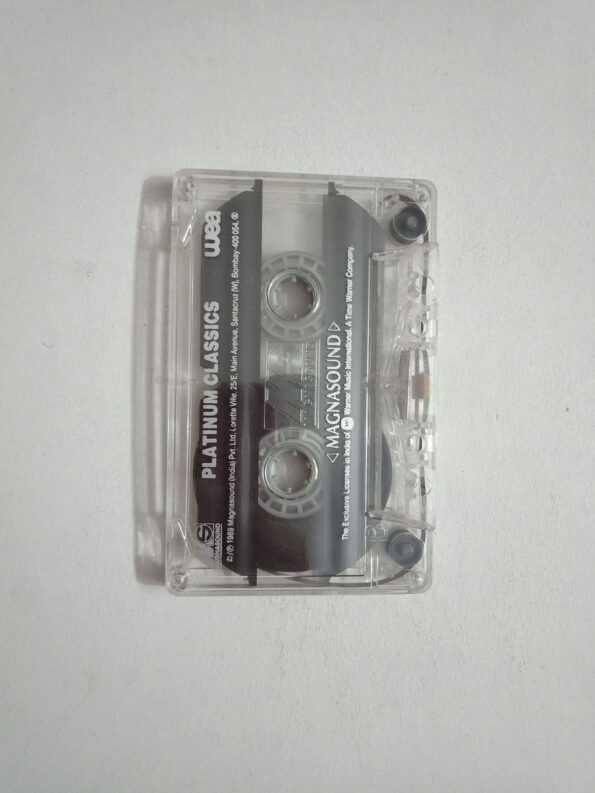 PLATINUM CLASSICS
wea
MAGNASOUND
©/℗ 1989 Magnasound (India) Pvt. Ltd, Lorette Ville, 25/E, Main Avenue, Santacruz (W), Bombay-400 054.
◁ MAGNASOUND ▷
The Exclusive Licensee in India of Warner Music International. A Time Warner Company.